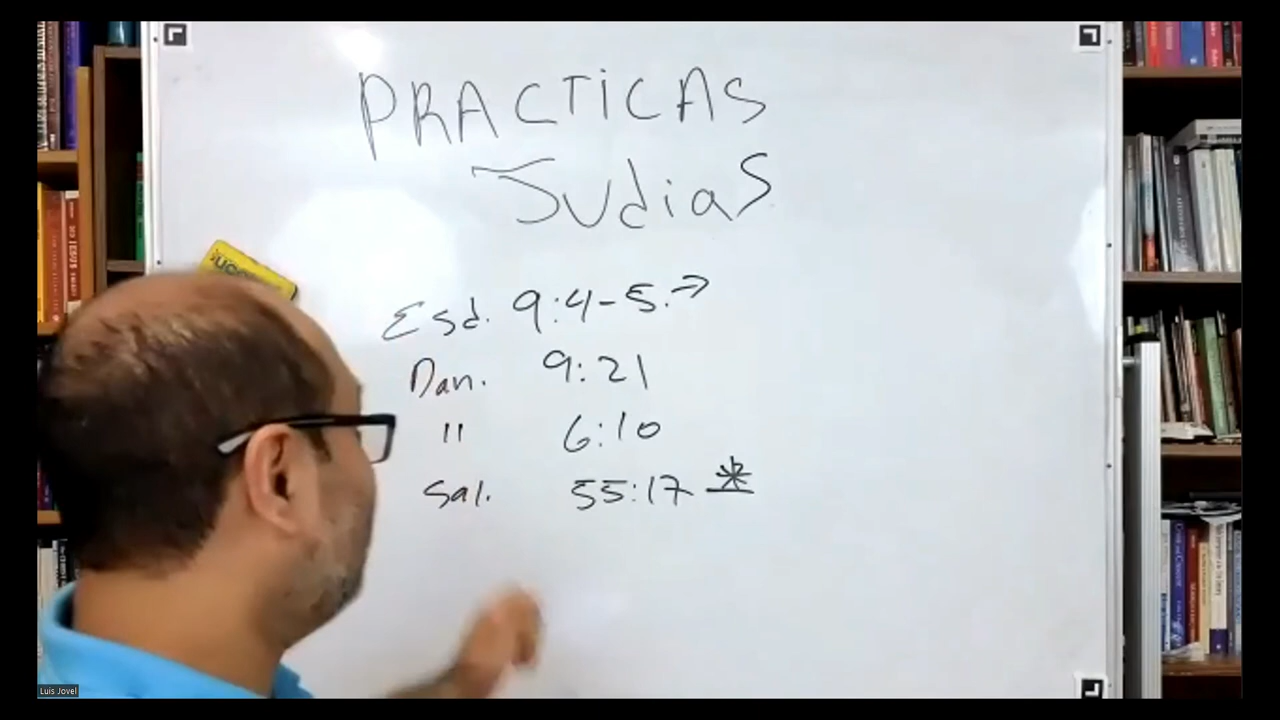 PRACTICAS
JudiaS
Esd. 9:4-5.→
Dan. 9:21
" 6:10
Sal. 55:17 *
Luis Jovel